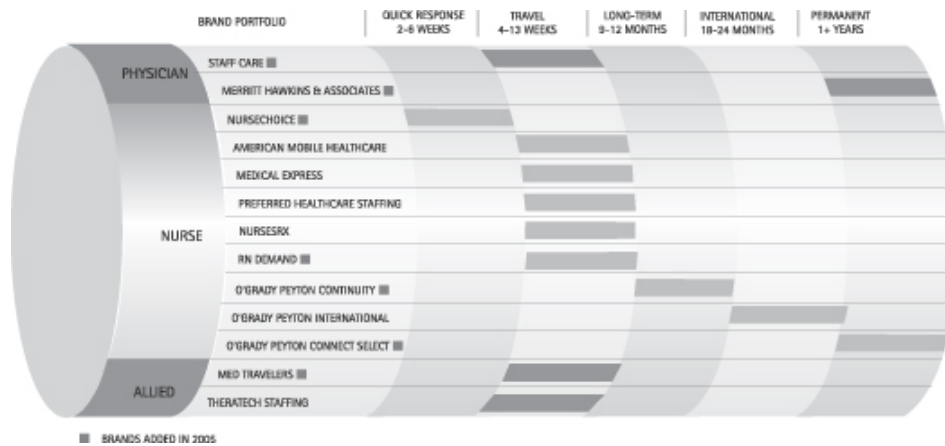 BRAND PORTFOLIO
QUICK RESPONSE
2-6 WEEKS
TRAVEL
4-13 WEEKS
LONG-TERM
9-12 MONTHS
INTERNATIONAL
18-24 MONTHS
PERMANENT
1+ YEARS
PHYSICIAN
STAFF CARE
MERRITT HAWKINS & ASSOCIATES
NURSE
NURSECHOICE
AMERICAN MOBILE HEALTHCARE
MEDICAL EXPRESS
PREFERRED HEALTHCARE STAFFING
NURSESRX
RN DEMAND
O'GRADY PEYTON CONTINUITY
O'GRADY PEYTON INTERNATIONAL
O'GRADY PEYTON CONNECT SELECT
ALLIED
MED TRAVELERS
THERATECH STAFFING
BRANDS ADDED IN 2005